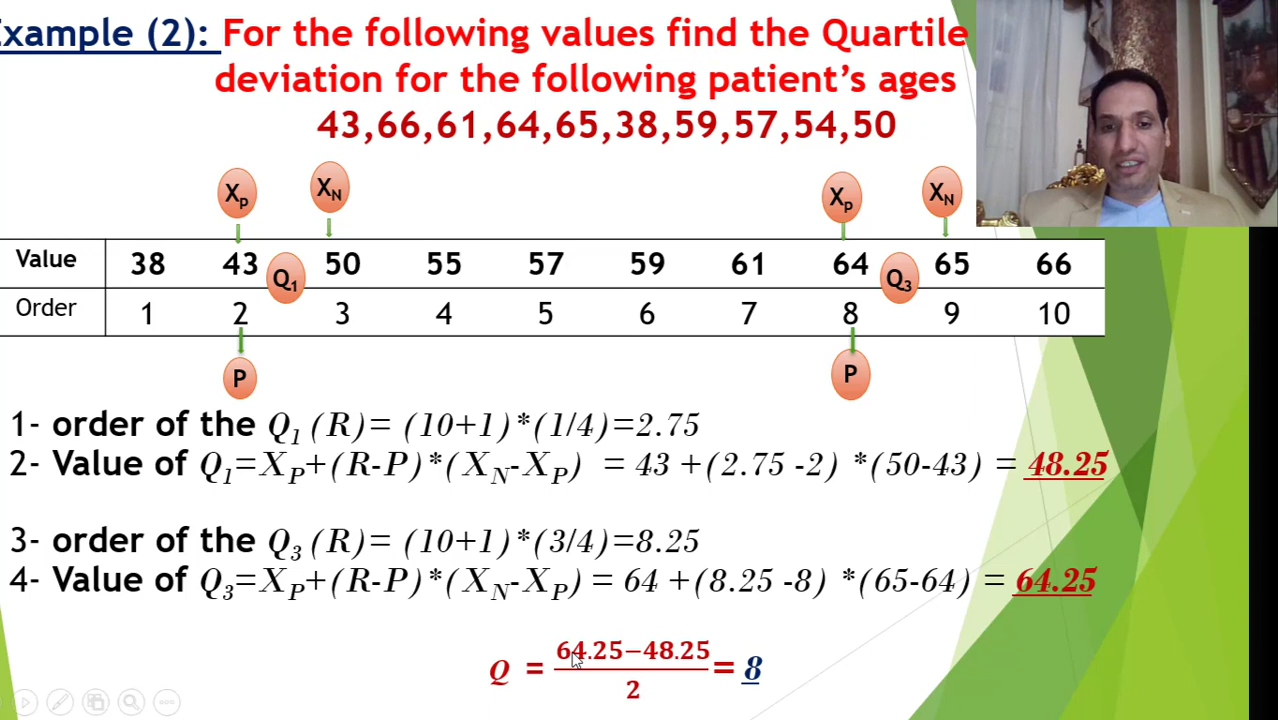 Example (2): For the following values find the Quartile
deviation for the following patient's ages
43,66,61,64,65,38,59,57,54,50
Xp XN Xp XN
Value 38 43 50 55 57 59 61 64 65 66
Q1 Q3
Order 1 2 3 4 5 6 7 8 9 10
P P
1- order of the Q1 (R)= (10+1)*(1/4)=2.75
2- Value of Q1=XP+(R-P)*(XN-XP) = 43 +(2.75 -2) *(50-43) = 48.25
3- order of the Q3 (R)= (10+1)*(3/4)=8.25
4- Value of Q3=XP+(R-P)*(XN-XP) = 64 +(8.25 -8) *(65-64) = 64.25
Q = 64.25−48.25 / 2 = 8